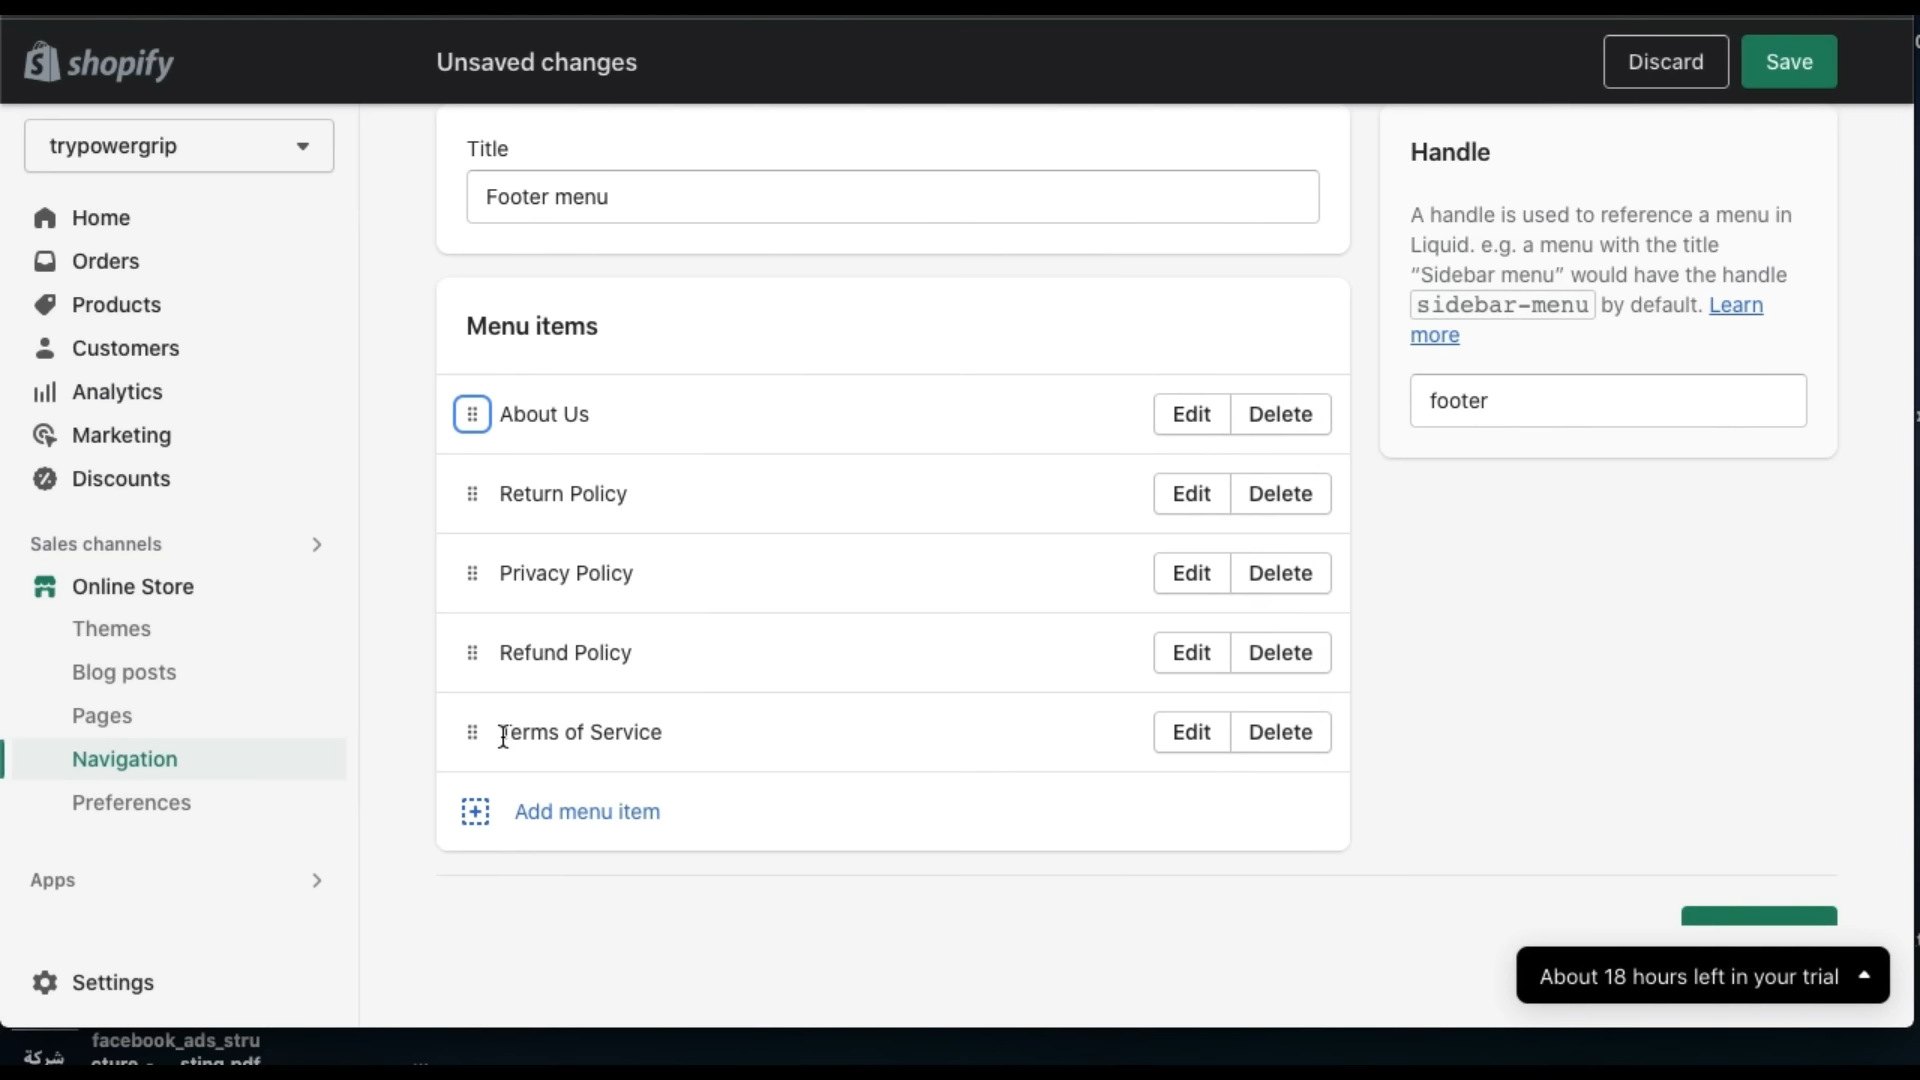 shopify
Unsaved changes
Discard
Save
trypowergrip
Home
Orders
Products
Customers
Analytics
Marketing
Discounts
Sales channels
Online Store
Themes
Blog posts
Pages
Navigation
Preferences
Apps
Settings
Title
Footer menu
Menu items
About Us
Edit
Delete
Return Policy
Edit
Delete
Privacy Policy
Edit
Delete
Refund Policy
Edit
Delete
Terms of Service
Edit
Delete
Add menu item
Handle
A handle is used to reference a menu in
Liquid. e.g. a menu with the title
“Sidebar menu” would have the handle
sidebar-menu by default. Learn
more
footer
About 18 hours left in your trial
شركة
facebook_ads_stru